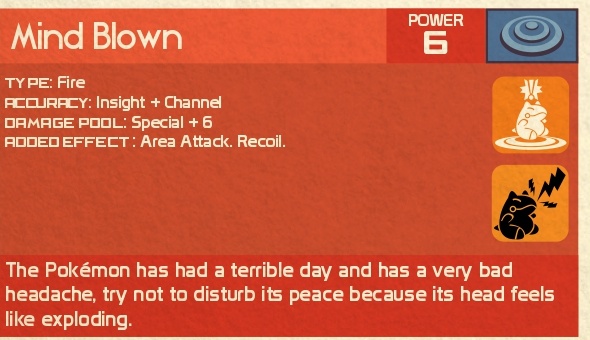 Mind Blown
POWER
6
TYPE: Fire
ACCURACY: Insight + Channel
DAMAGE POOL: Special + 6
ADDED EFFECT: Area Attack. Recoil.
The Pokémon has had a terrible day and has a very bad
headache, try not to disturb its peace because its head feels
like exploding.